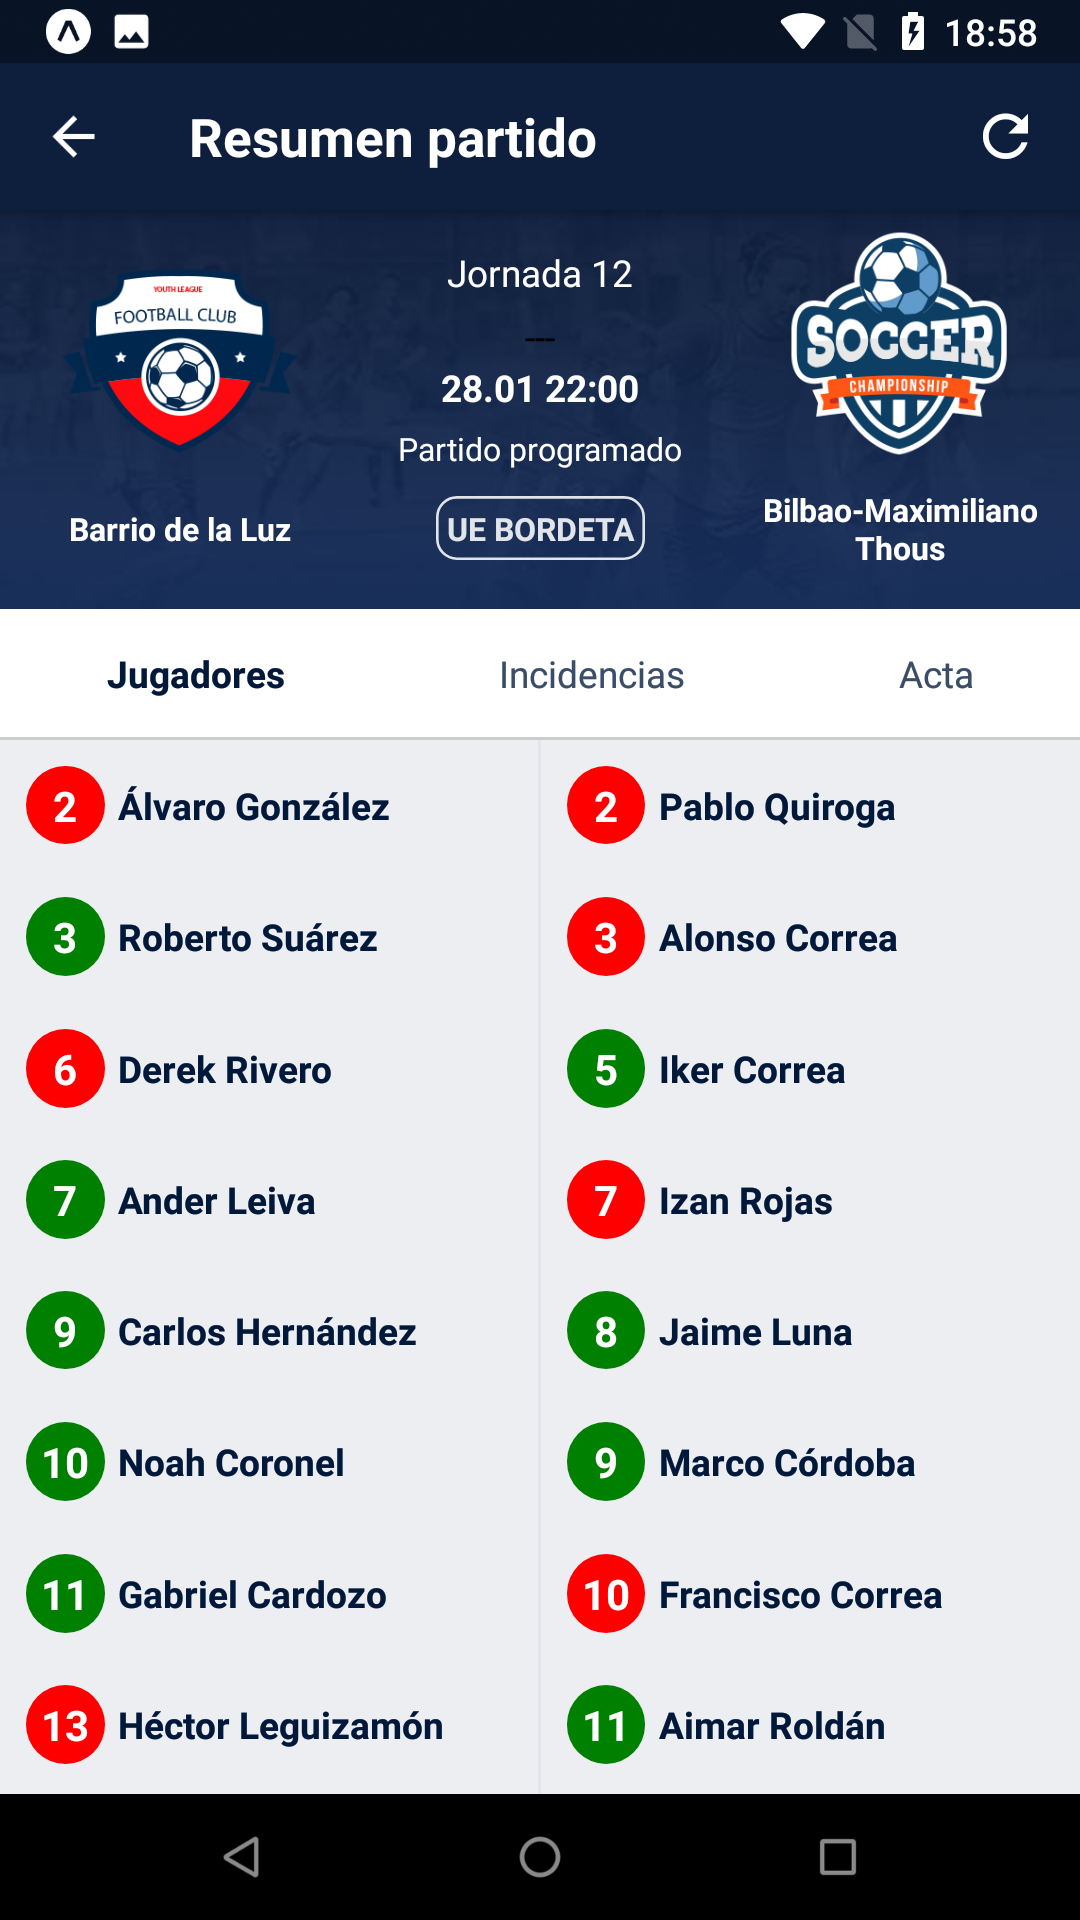 18:58
Resumen partido
YOUTH LEAGUE
FOOTBALL CLUB
Jornada 12
SOCCER
CHAMPIONSHIP
---
28.01 22:00
Partido programado
Barrio de la Luz
UE BORDETA
Bilbao-Maximiliano
Thous
Jugadores
Incidencias
Acta
2 Álvaro González
2 Pablo Quiroga
3 Roberto Suárez
3 Alonso Correa
6 Derek Rivero
5 Iker Correa
7 Ander Leiva
7 Izan Rojas
9 Carlos Hernández
8 Jaime Luna
10 Noah Coronel
9 Marco Córdoba
11 Gabriel Cardozo
10 Francisco Correa
13 Héctor Leguizamón
11 Aimar Roldán